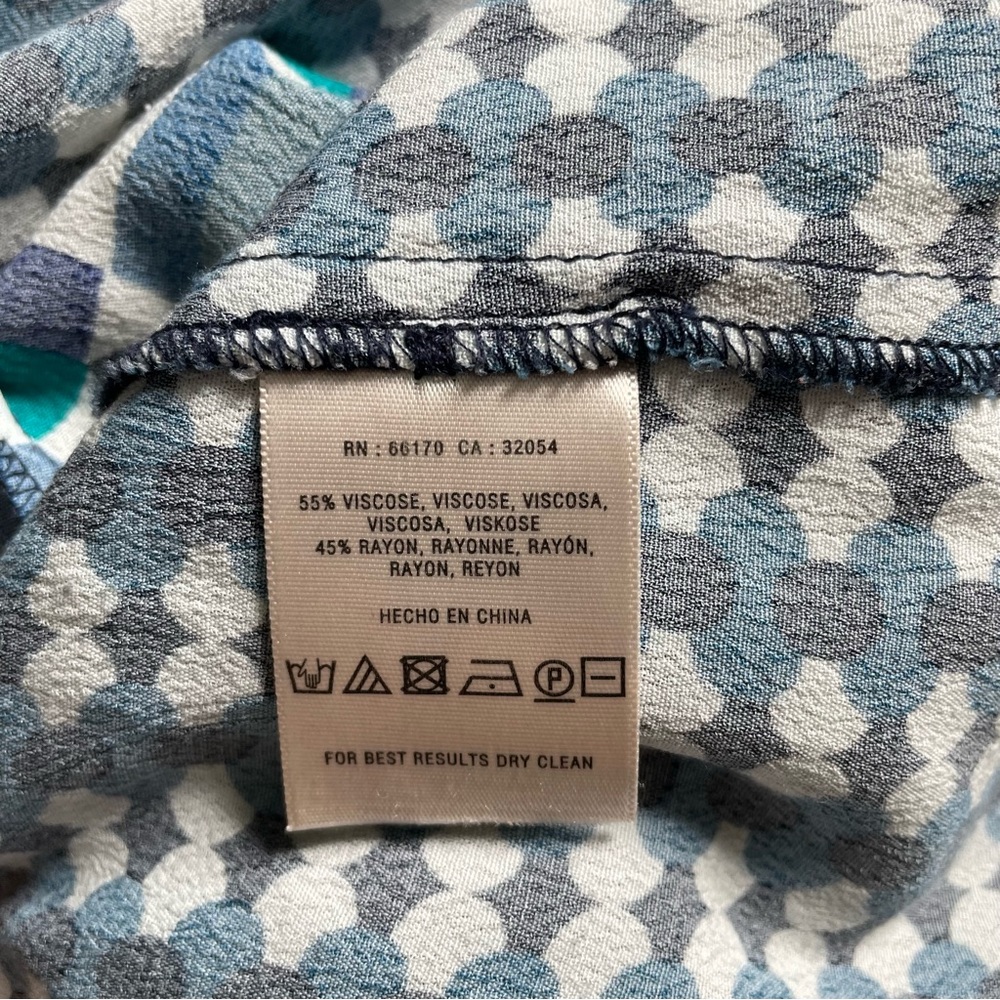 RN : 66170 CA : 32054
55% VISCOSE, VISCOSE, VISCOSA,
VISCOSA, VISKOSE
45% RAYON, RAYONNE, RAYÓN,
RAYON, REYON
HECHO EN CHINA
P
FOR BEST RESULTS DRY CLEAN